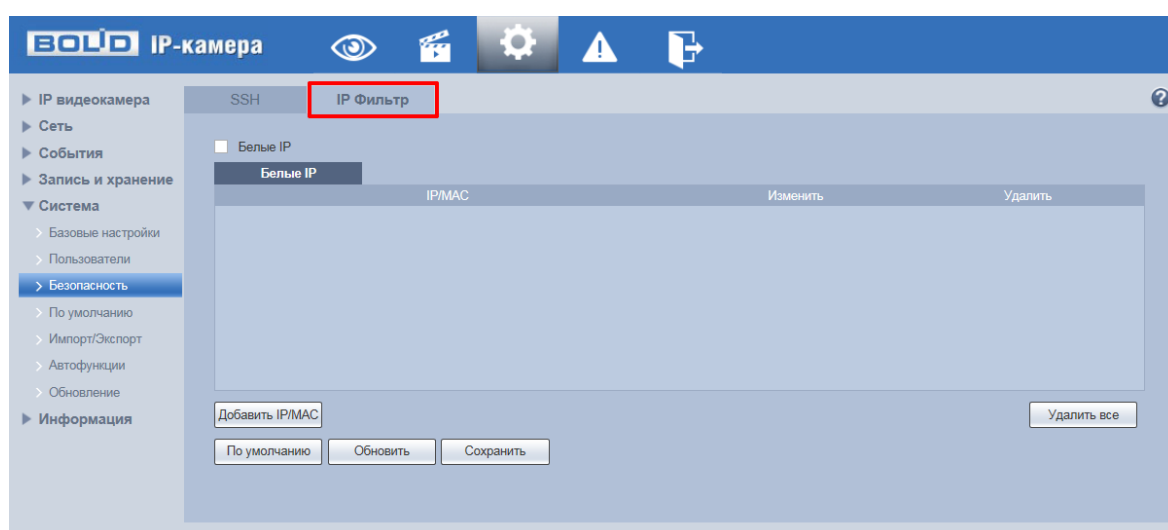 BOLID IP-камера
IP видеокамера
Сеть
События
Запись и хранение
Система
Базовые настройки
Пользователи
Безопасность
По умолчанию
Импорт/Экспорт
Автофункции
Обновление
Информация
SSH IP Фильтр
Белые IP
Белые IP
IP/MAC Изменить Удалить
Добавить IP/MAC Удалить все
По умолчанию Обновить Сохранить